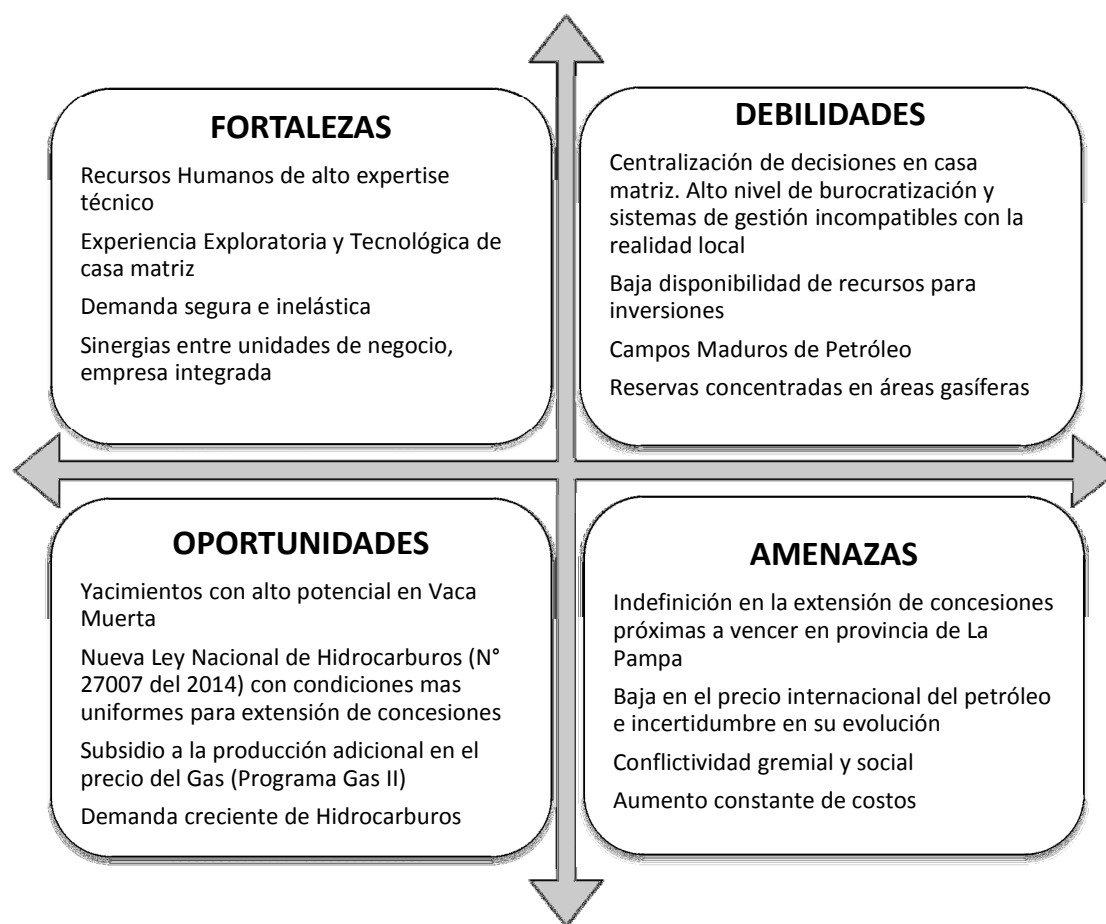 FORTALEZAS
Recursos Humanos de alto expertise
técnico
Experiencia Exploratoria y Tecnológica de
casa matriz
Demanda segura e inelástica
Sinergias entre unidades de negocio,
empresa integrada
DEBILIDADES
Centralización de decisiones en casa
matriz. Alto nivel de burocratización y
sistemas de gestión incompatibles con la
realidad local
Baja disponibilidad de recursos para
inversiones
Campos Maduros de Petróleo
Reservas concentradas en áreas gasíferas
OPORTUNIDADES
Yacimientos con alto potencial en Vaca
Muerta
Nueva Ley Nacional de Hidrocarburos (N°
27007 del 2014) con condiciones mas
uniformes para extensión de concesiones
Subsidio a la producción adicional en el
precio del Gas (Programa Gas II)
Demanda creciente de Hidrocarburos
AMENAZAS
Indefinición en la extensión de concesiones
próximas a vencer en provincia de La
Pampa
Baja en el precio internacional del petróleo
e incertidumbre en su evolución
Conflictividad gremial y social
Aumento constante de costos